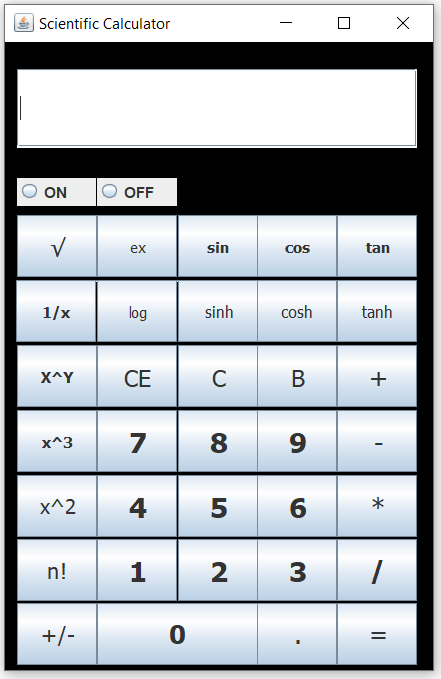 Scientific Calculator
ON OFF
√ ex sin cos tan
1/x log sinh cosh tanh
X^Y CE C B +
x^3 7 8 9 -
x^2 4 5 6 *
n! 1 2 3 /
+/- 0 . =